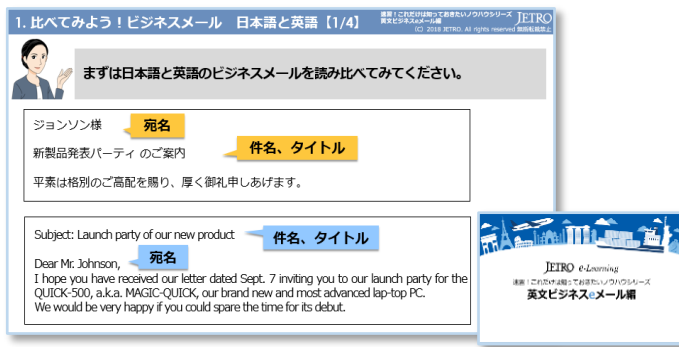 1. 比べてみよう！ビジネスメール　日本語と英語【1/4】
速習！これだけは知っておきたいノウハウシリーズ
英文ビジネスeメール編
JETRO
(C) 2018 JETRO. All rights reserved 無断転載禁止
まずは日本語と英語のビジネスメールを読み比べてみてください。
ジョンソン様
宛名
新製品発表パーティ のご案内
件名、タイトル
平素は格別のご高配を賜り、厚く御礼申しあげます。
Subject: Launch party of our new product
件名、タイトル
Dear Mr. Johnson,
宛名
I hope you have received our letter dated Sept. 7 inviting you to our launch party for the
QUICK-500, a.k.a. MAGIC-QUICK, our brand new and most advanced lap-top PC.
We would be very happy if you could spare the time for its debut.
JETRO e-Learning
速習！これだけは知っておきたいノウハウシリーズ
英文ビジネスeメール編